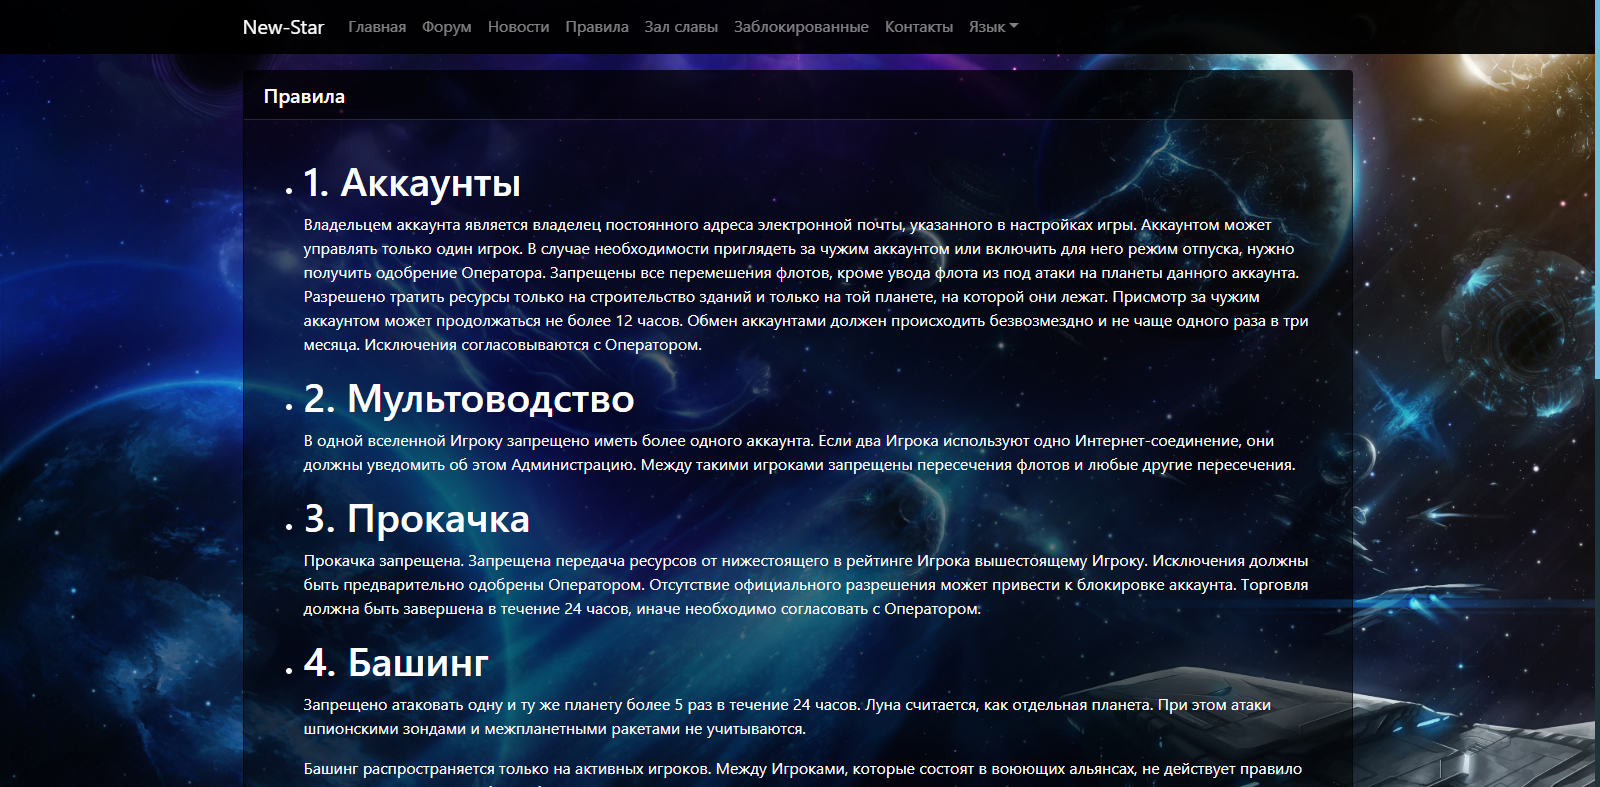 New-Star Главная Форум Новости Правила Зал славы Заблокированные Контакты Язык
Правила
1. Аккаунты
Владельцем аккаунта является владелец постоянного адреса электронной почты, указанного в настройках игры. Аккаунтом может
управлять только один игрок. В случае необходимости приглядеть за чужим аккаунтом или включить для него режим отпуска, нужно
получить одобрение Оператора. Запрещены все перемешения флотов, кроме увода флота из под атаки на планеты данного аккаунта.
Разрешено тратить ресурсы только на строительство зданий и только на той планете, на которой они лежат. Присмотр за чужим
аккаунтом может продолжаться не более 12 часов. Обмен аккаунтами должен происходить безвозмездно и не чаще одного раза в три
месяца. Исключения согласовываются с Оператором.
2. Мультоводство
В одной вселенной Игроку запрещено иметь более одного аккаунта. Если два Игрока используют одно Интернет-соединение, они
должны уведомить об этом Администрацию. Между такими игроками запрещены пересечения флотов и любые другие пересечения.
3. Прокачка
Прокачка запрещена. Запрещена передача ресурсов от нижестоящего в рейтинге Игрока вышестоящему Игроку. Исключения должны
быть предварительно одобрены Оператором. Отсутствие официального разрешения может привести к блокировке аккаунта. Торговля
должна быть завершена в течение 24 часов, иначе необходимо согласовать с Оператором.
4. Башинг
Запрещено атаковать одну и ту же планету более 5 раз в течение 24 часов. Луна считается, как отдельная планета. При этом атаки
шпионскими зондами и межпланетными ракетами не учитываются.
Башинг распространяется только на активных игроков. Между Игроками, которые состоят в воюющих альянсах, не действует правило